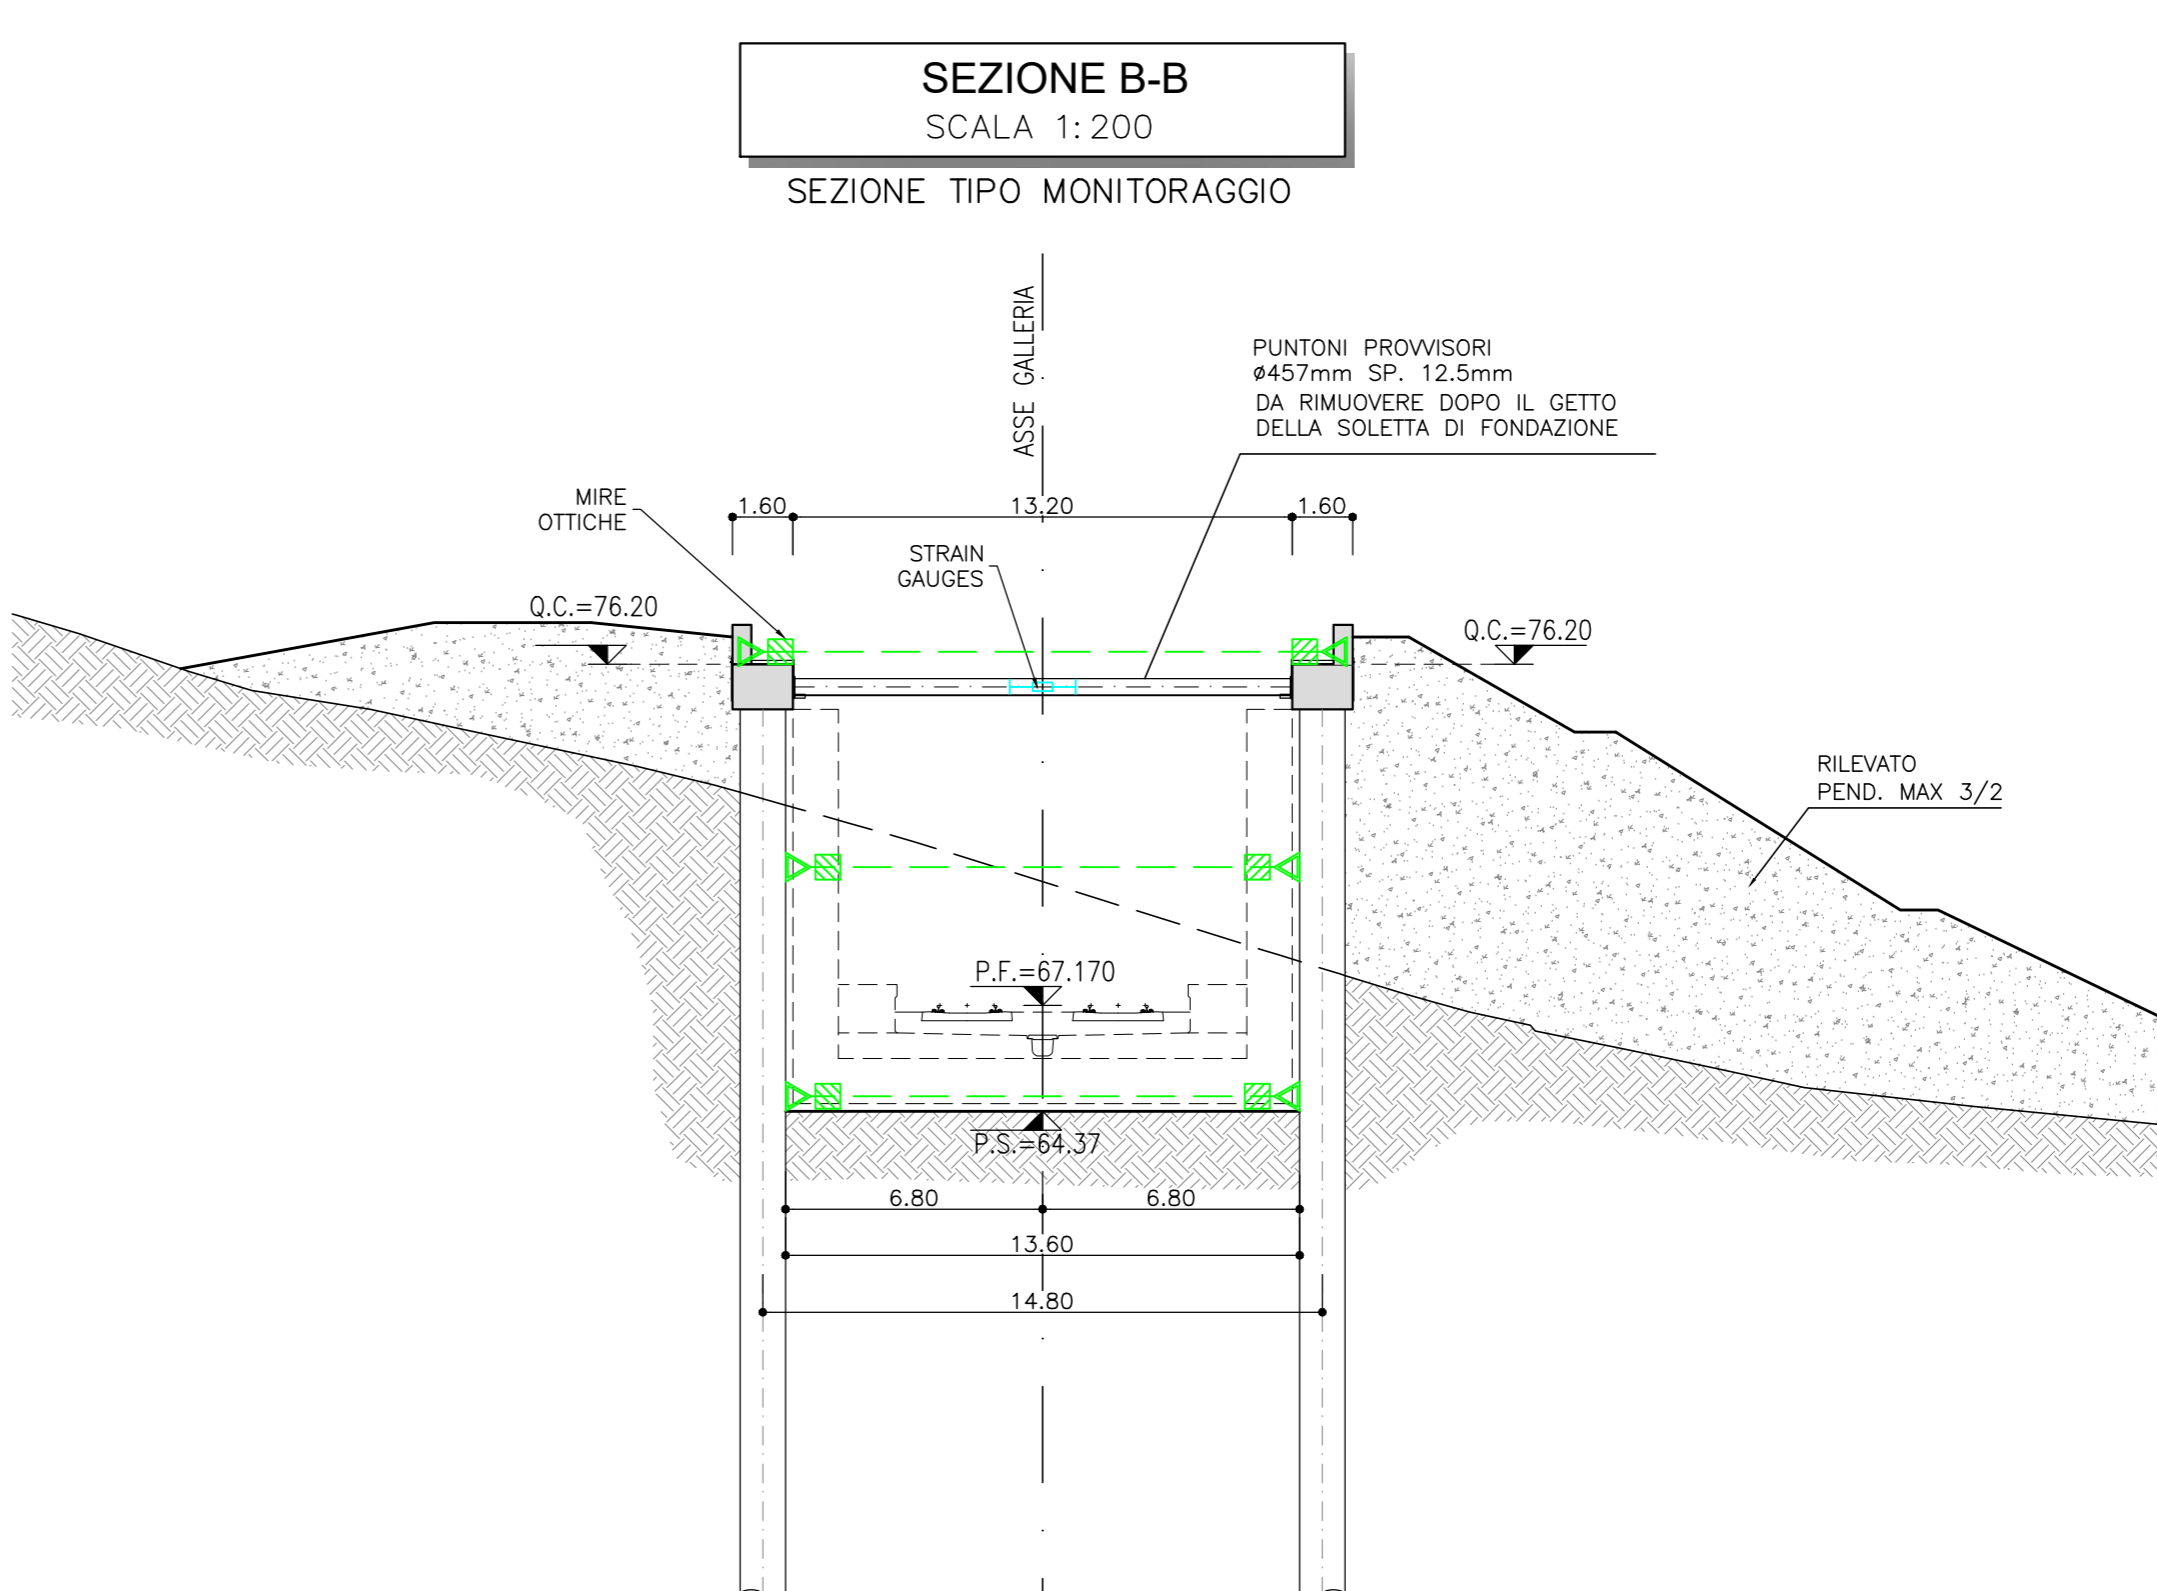 SEZIONE B-B
SCALA 1:200
SEZIONE TIPO MONITORAGGIO
ASSE GALLERIA
PUNTONI PROVVISORI
ø457mm SP. 12.5mm
DA RIMUOVERE DOPO IL GETTO
DELLA SOLETTA DI FONDAZIONE
MIRE
OTTICHE
1.60
13.20
1.60
STRAIN
GAUGES
Q.C.=76.20
Q.C.=76.20
RILEVATO
PEND. MAX 3/2
P.F.=67.170
P.S.=64.37
6.80
6.80
13.60
14.80